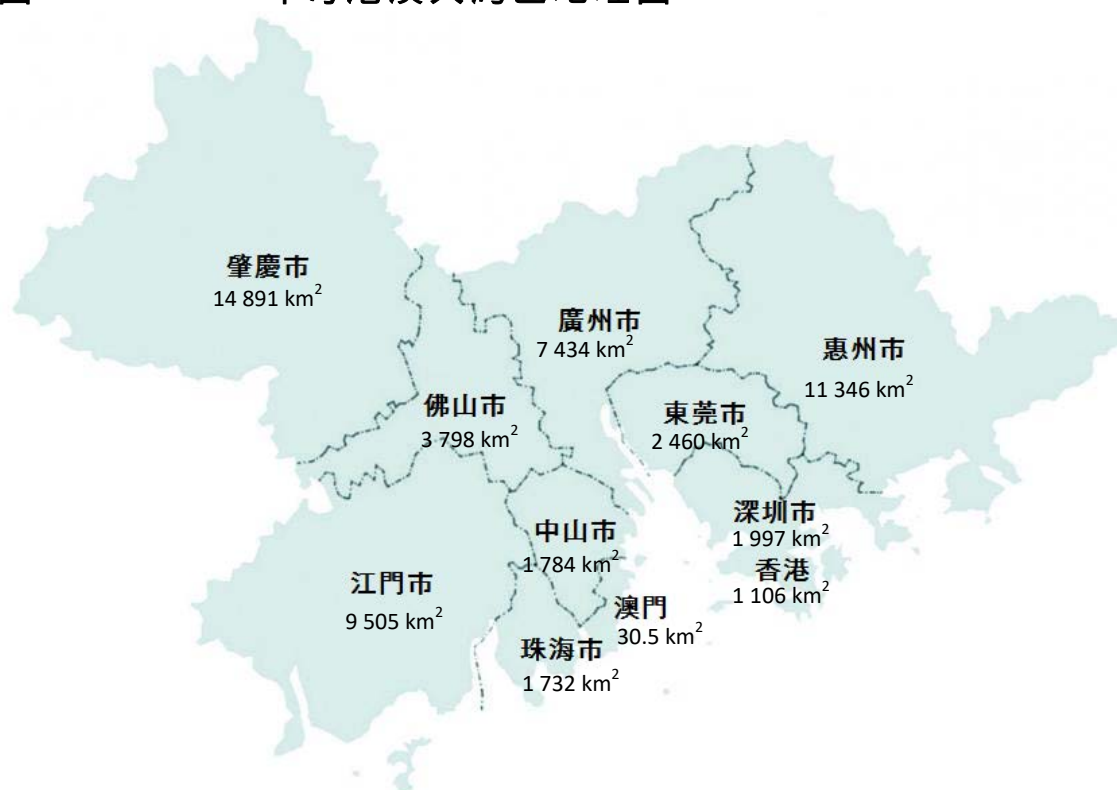 肇慶市
14 891 km²
廣州市
7 434 km²
惠州市
11 346 km²
佛山市
3 798 km²
東莞市
2 460 km²
深圳市
1 997 km²
中山市
1 784 km²
香港
1 106 km²
江門市
9 505 km²
澳門
30.5 km²
珠海市
1 732 km²